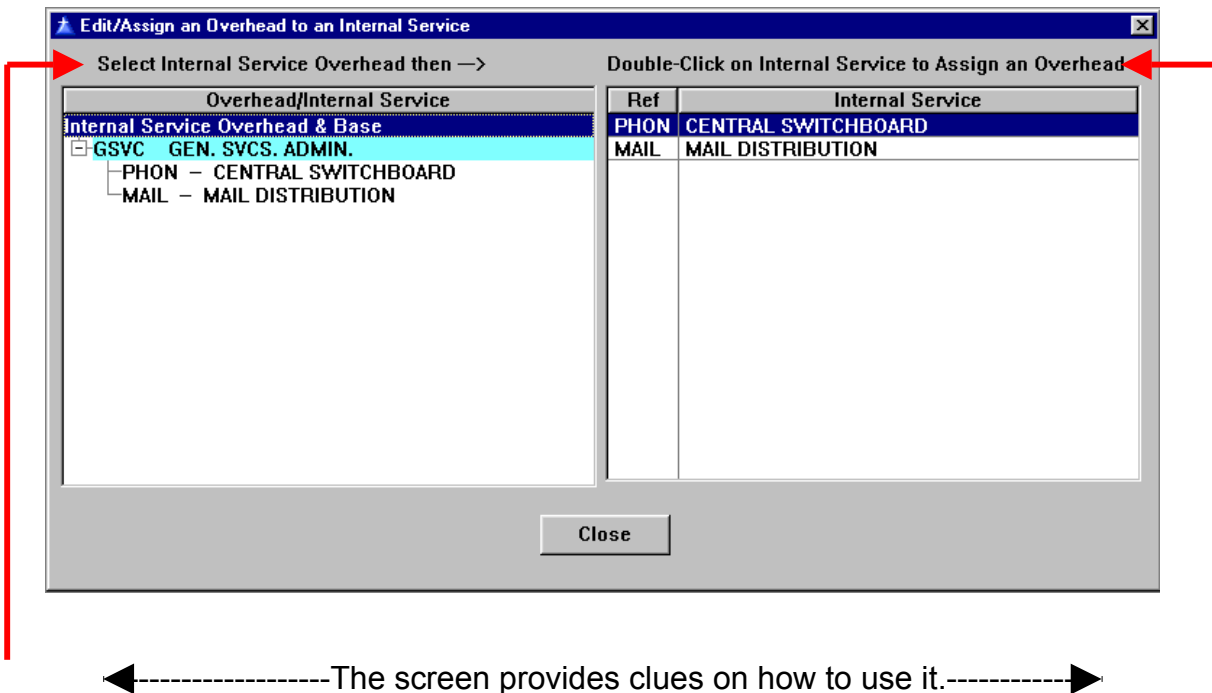 Edit/Assign an Overhead to an Internal Service
Select Internal Service Overhead then —>
Double-Click on Internal Service to Assign an Overhead
Overhead/Internal Service
Internal Service Overhead & Base
GSVC GEN. SVCS. ADMIN.
PHON – CENTRAL SWITCHBOARD
MAIL – MAIL DISTRIBUTION
Ref Internal Service
PHON CENTRAL SWITCHBOARD
MAIL MAIL DISTRIBUTION
Close
-------------------The screen provides clues on how to use it.------------